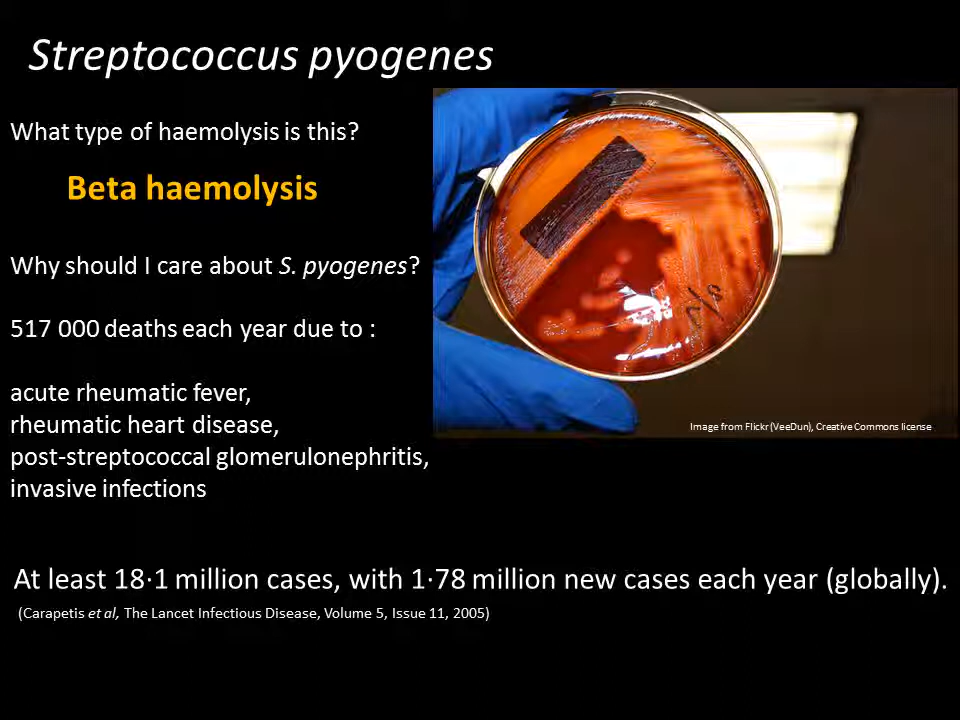 Streptococcus pyogenes
What type of haemolysis is this?
Beta haemolysis
Why should I care about S. pyogenes?
517 000 deaths each year due to :
acute rheumatic fever,
rheumatic heart disease,
post-streptococcal glomerulonephritis,
invasive infections
Image from Flickr (VeeDun), Creative Commons license
At least 18·1 million cases, with 1·78 million new cases each year (globally).
(Carapetis et al, The Lancet Infectious Disease, Volume 5, Issue 11, 2005)